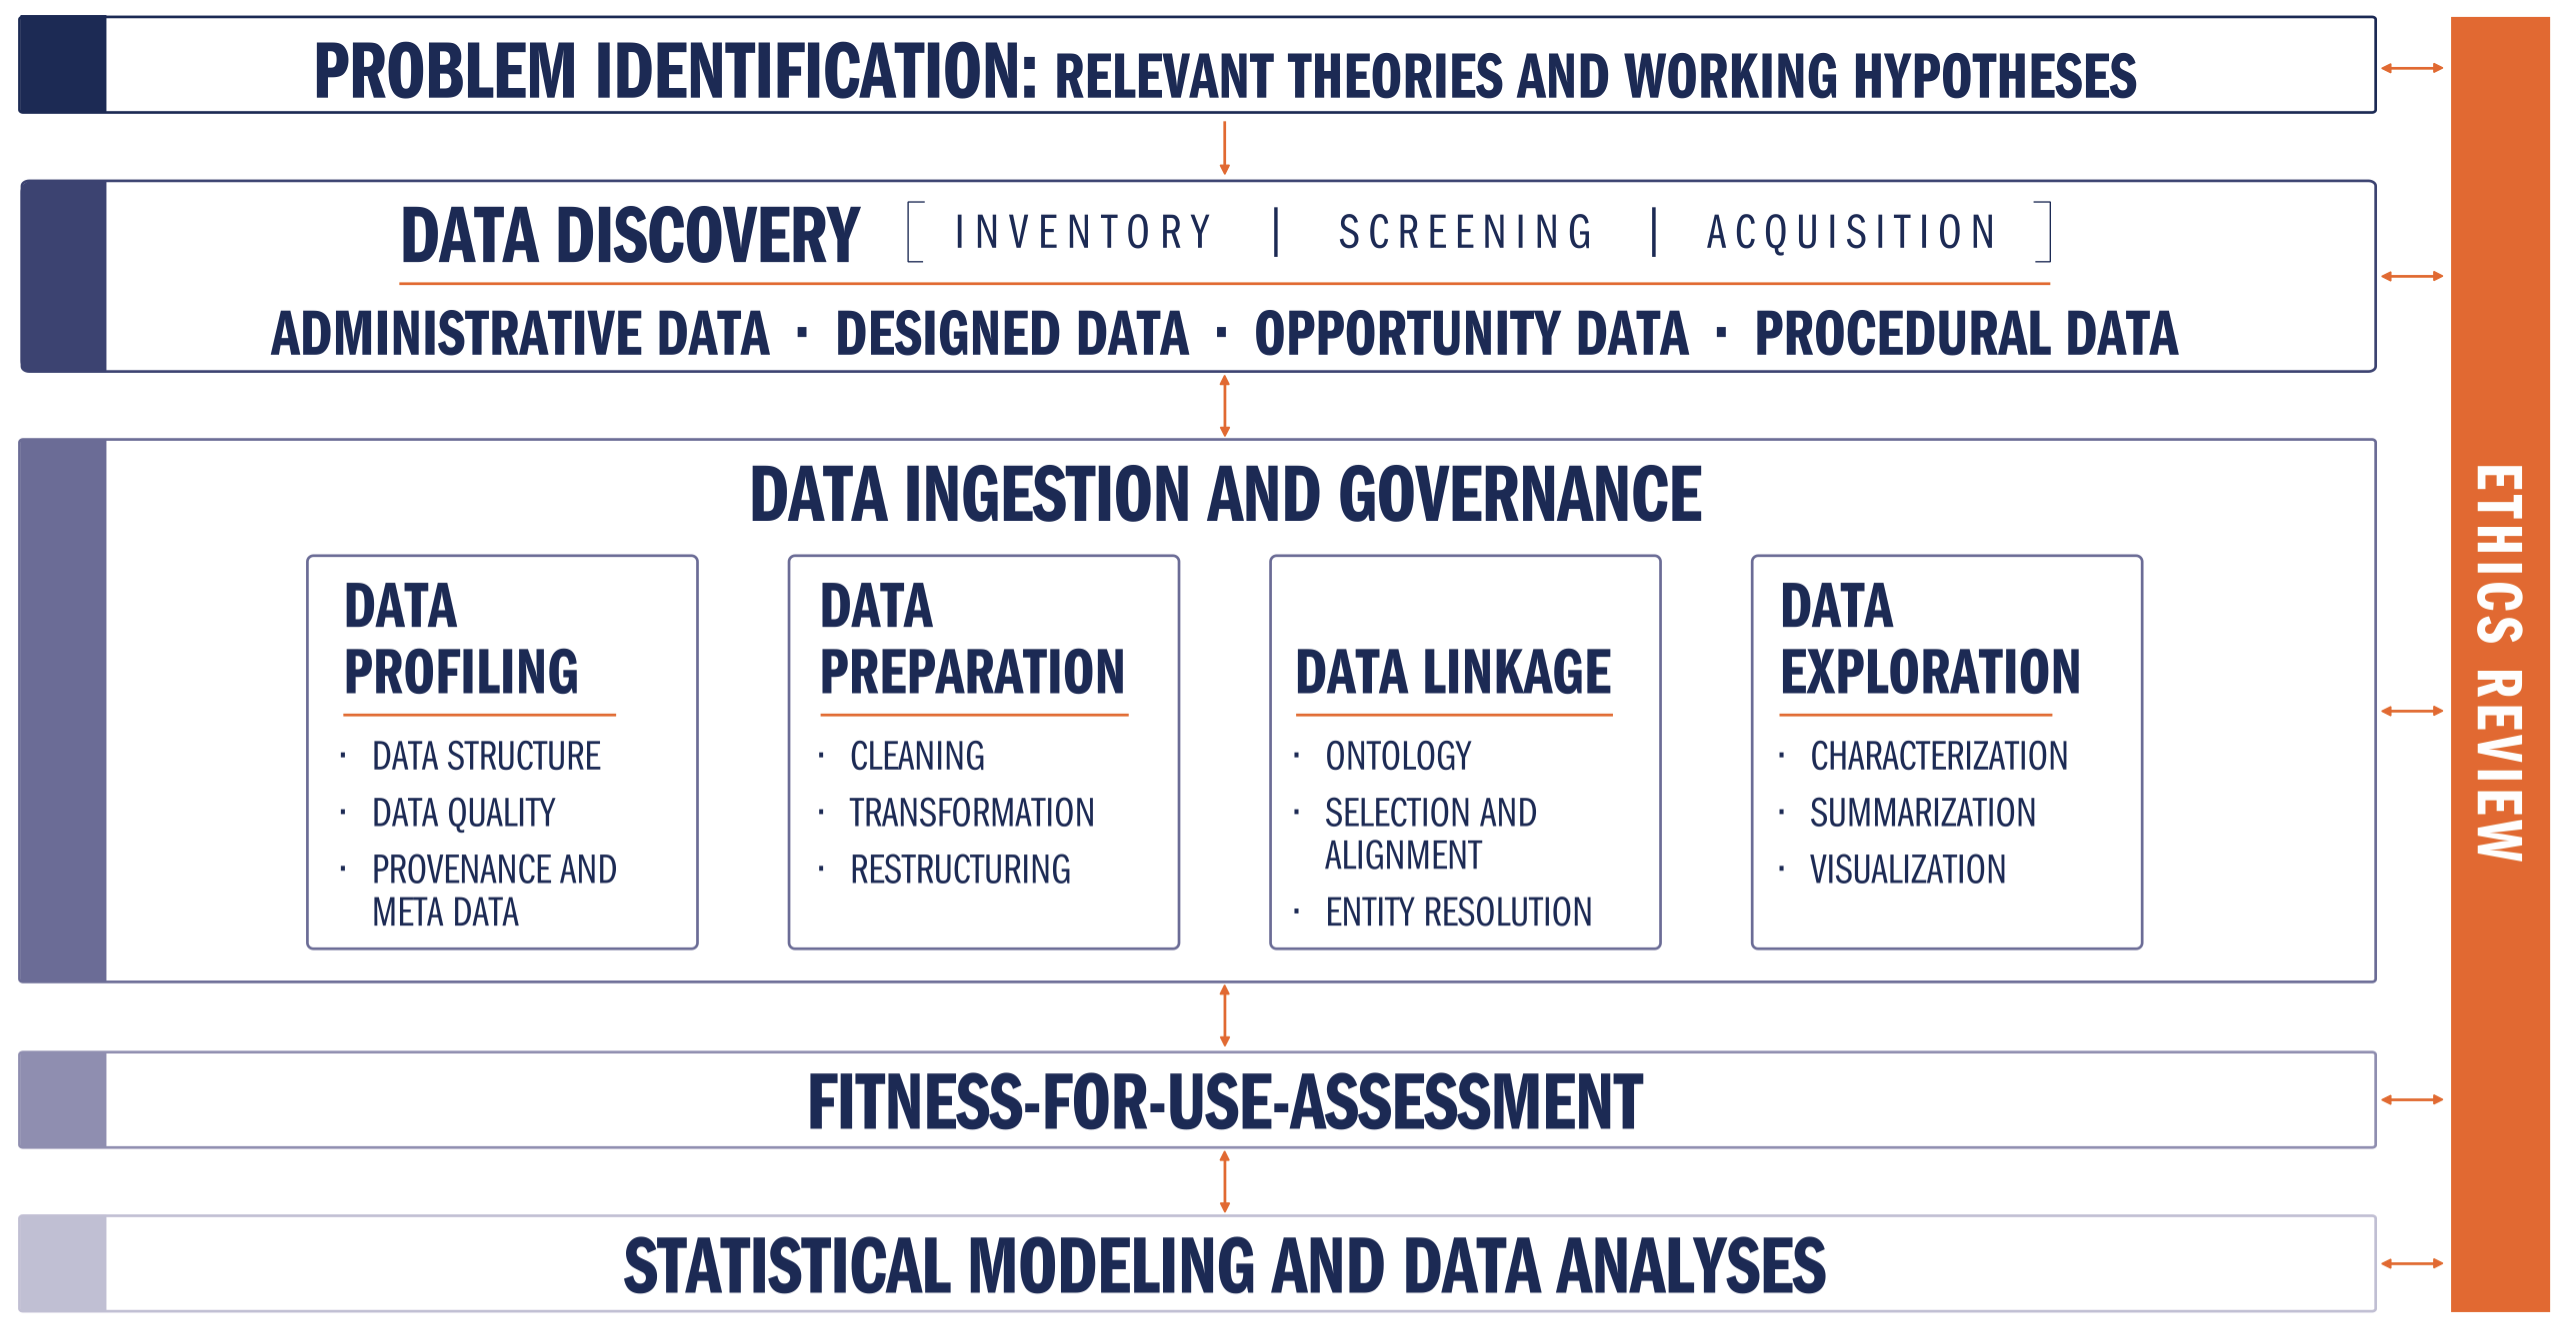 PROBLEM IDENTIFICATION: RELEVANT THEORIES AND WORKING HYPOTHESES
DATA DISCOVERY [ INVENTORY | SCREENING | ACQUISITION ]
ADMINISTRATIVE DATA · DESIGNED DATA · OPPORTUNITY DATA · PROCEDURAL DATA
DATA INGESTION AND GOVERNANCE
DATA
PROFILING
· DATA STRUCTURE
· DATA QUALITY
· PROVENANCE AND
META DATA
DATA
PREPARATION
· CLEANING
· TRANSFORMATION
· RESTRUCTURING
DATA LINKAGE
· ONTOLOGY
· SELECTION AND
ALIGNMENT
· ENTITY RESOLUTION
DATA
EXPLORATION
· CHARACTERIZATION
· SUMMARIZATION
· VISUALIZATION
FITNESS-FOR-USE-ASSESSMENT
STATISTICAL MODELING AND DATA ANALYSES
ETHICS REVIEW